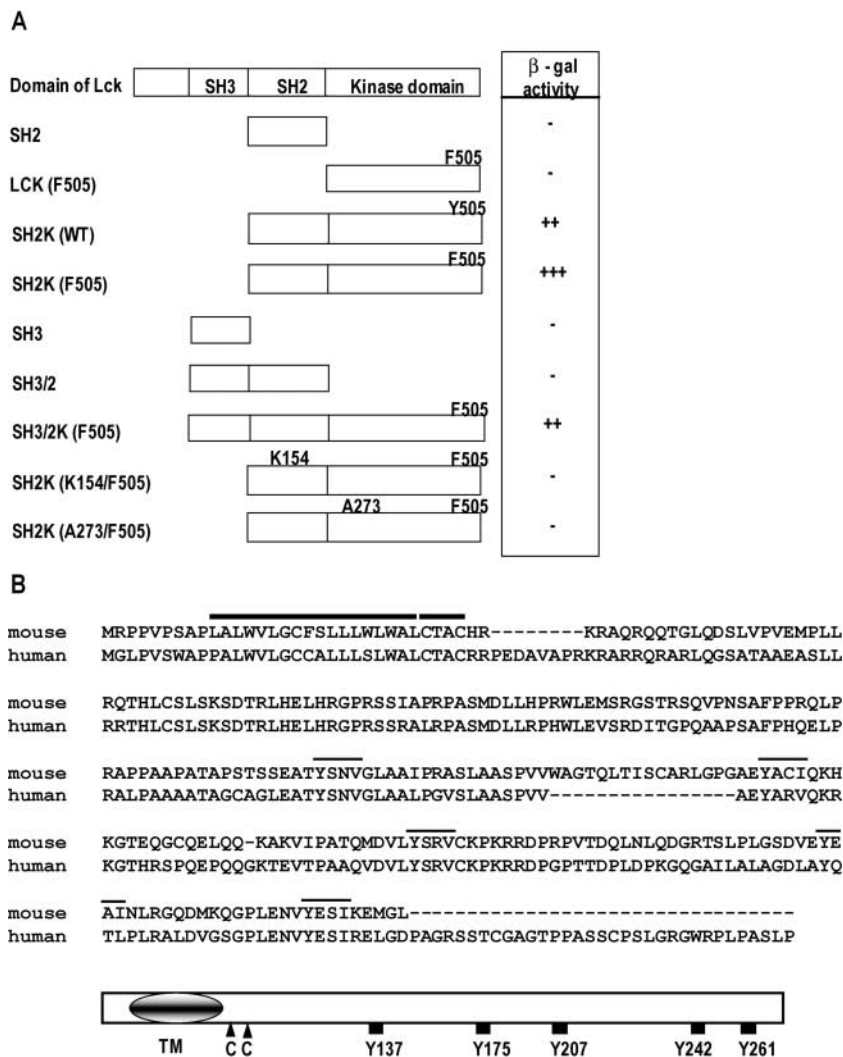 A
Domain of Lck SH3 SH2 Kinase domain β - gal activity
SH2 -
F505
LCK (F505) -
Y505
SH2K (WT) ++
F505
SH2K (F505) +++
SH3 -
SH3/2 -
F505
SH3/2K (F505) ++
K154 F505
SH2K (K154/F505) -
A273 F505
SH2K (A273/F505) -
B
mouse MRPPVPSAPLALWVLGCFSLLLWLWALCTACHR--------KRAQRQQTGLQDSLVPVEMPLL
human MGLPVSWAPPALWVLGCCALLLSLWALCTACRRPEDAVAPRKRARRQRARLQGSATAAEASLL
mouse RQTHLCSLSKSDTRLHELHRGPRSSIAPRPASMDLLHPRWLEMSRGSTRSQVPNSAFPPRQLP
human RRTHLCSLSKSDTRLHELHRGPRSSRALRPASMDLLRPHWLEVSRDITGPQAAPSAFPHQELP
mouse RAPPAAPATAPSTSSEATYSNVGLAAIPRASLAASPVVWAGTQLTISCARLGPGAEYACIQKH
human RALPAAAATAGCAGLEATYSNVGLAALPGVSLAASPVV----------------AEYARVQKR
mouse KGTEQGCQELQQ-KAKVIPATQMDVLYSRVCKPKRRDPRPVTDQLNLQDGRTSLPLGSDVEYE
human KGTHRSPQEPQQGKTEVTPAAQVDVLYSRVCKPKRRDPGPTTDPLDPKGQGAILALAGDLAYQ
mouse AINLRGQDMKQGPLENVYESIKEMGL---------------------------------
human TLPLRALDVGSGPLENVYESIRELGDPAGRSSTCGAGTPPASSCPSLGRGWRPLPASLP
TM C C Y137 Y175 Y207 Y242 Y261